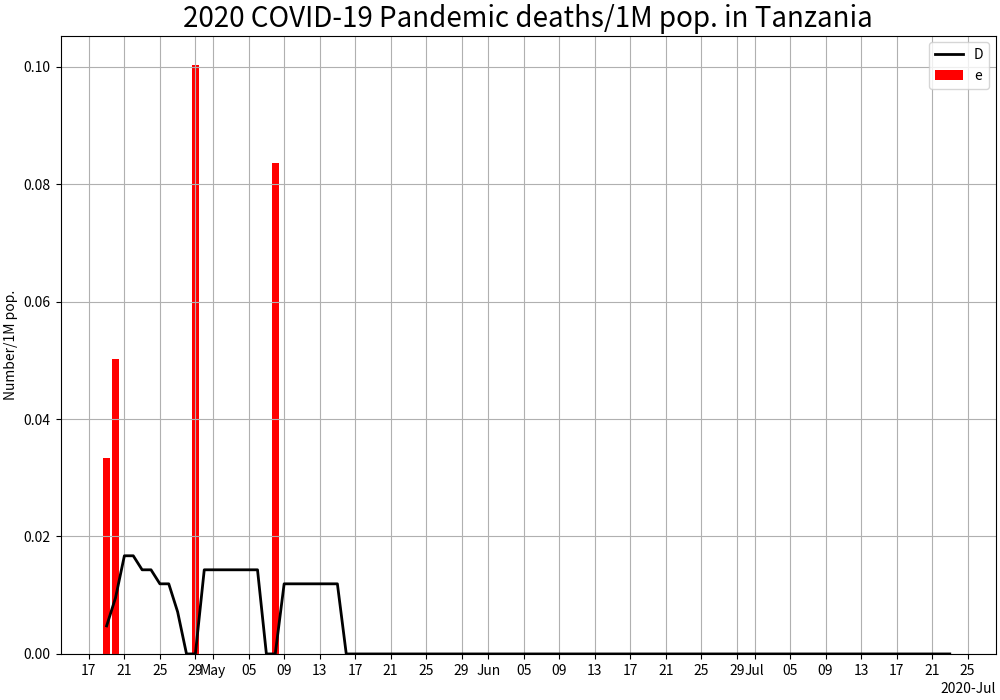 2020 COVID-19 Pandemic deaths/1M pop. in Tanzania
D
e
Number/1M pop.
0.10
0.08
0.06
0.04
0.02
0.00
17 21 25 29 May 05 09 13 17 21 25 29 Jun 05 09 13 17 21 25 29 Jul 05 09 13 17 21 25
2020-Jul